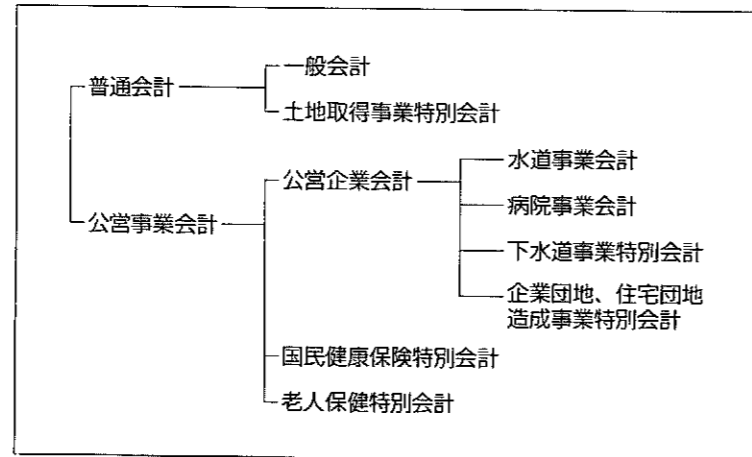 普通会計
一般会計
土地取得事業特別会計
公営事業会計
公営企業会計
水道事業会計
病院事業会計
下水道事業特別会計
企業団地、住宅団地
造成事業特別会計
国民健康保険特別会計
老人保健特別会計